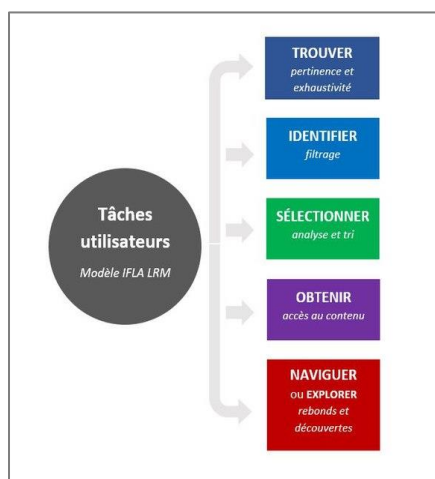 Tâches
utilisateurs
Modèle IFLA LRM
TROUVER
pertinence et
exhaustivité
IDENTIFIER
filtrage
SÉLECTIONNER
analyse et tri
OBTENIR
accès au contenu
NAVIGUER
ou EXPLORER
rebonds et
découvertes